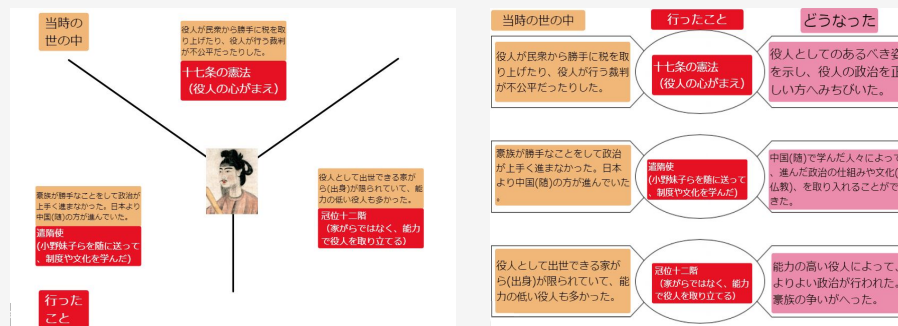 当時の
世の中
役人が民衆から勝手に税を取
り上げたり、役人が行う裁判
が不公平だったりした。
十七条の憲法
（役人の心がまえ）
豪族が勝手なことをして政治が
上手く進まなかった。日本より
中国(随)の方が進んでいた。
遣隋使
(小野妹子らを随に送って
、制度や文化を学んだ)
役人として出世できる家が
ら(出身)が限られていて、能
力の低い役人も多かった。
冠位十二階
（家がらではなく、能力
で役人を取り立てる）
行った
こと
当時の世の中
行ったこと
どうなった
役人が民衆から勝手に税を取
り上げたり、役人が行う裁判
が不公平だったりした。
十七条の憲法
（役人の心がまえ）
役人としてのあるべき姿
を示し、役人の政治を正
しい方へみちびいた。
豪族が勝手なことをして政治
が上手く進まなかった。日本
より中国(随)の方が進んでいた
。
遣隋使
(小野妹子らを随に送って
、制度や文化を学んだ)
中国(随)で学んだ人々によって
、進んだ政治の仕組みや文化(
仏教)、を取り入れることがで
きた。
役人として出世できる家が
ら(出身)が限られていて、能
力の低い役人も多かった。
冠位十二階
（家がらではなく、能力
で役人を取り立てる）
能力の高い役人によって、
よりよい政治が行われた。
豪族の争いがへった。